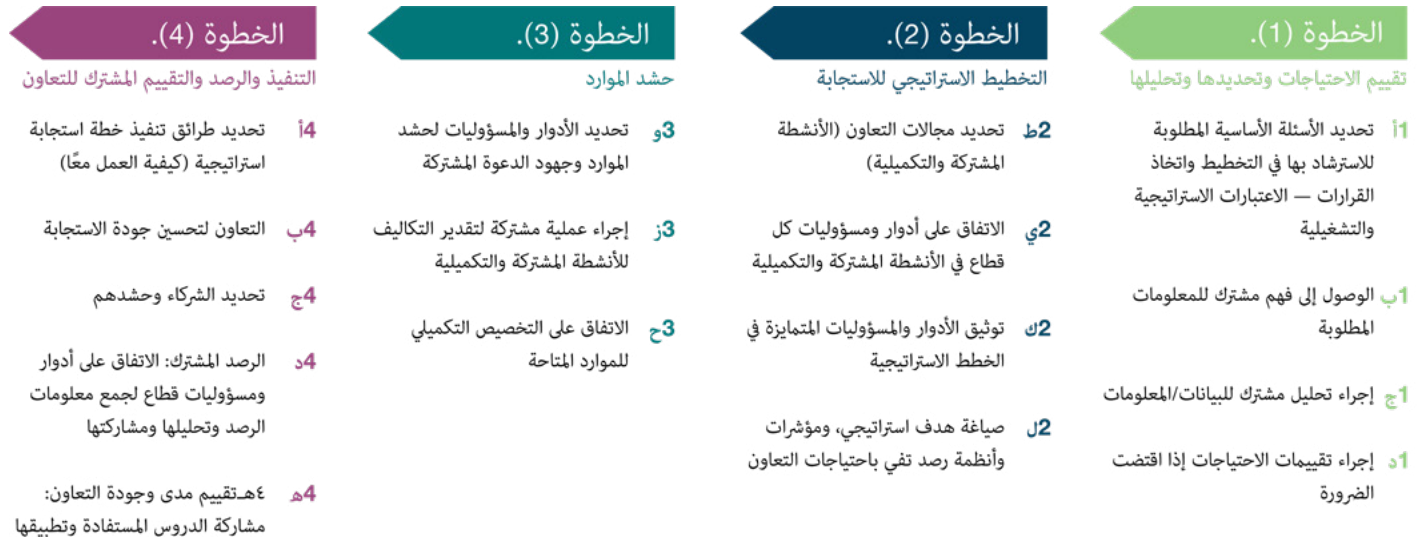 الخطوة (1).
تقييم الاحتياجات وتحديدها وتحليلها
1أ تحديد الأسئلة الأساسية المطلوبة
للاسترشاد بها في التخطيط واتخاذ
القرارات — الاعتبارات الاستراتيجية
والتشغيلية
1ب الوصول إلى فهم مشترك للمعلومات
المطلوبة
1ج إجراء تحليل مشترك للبيانات/المعلومات
1د إجراء تقييمات الاحتياجات إذا اقتضت
الضرورة
الخطوة (2).
التخطيط الاستراتيجي للاستجابة
2ط تحديد مجالات التعاون (الأنشطة
المشتركة والتكميلية)
2ي الاتفاق على أدوار ومسؤوليات كل
قطاع في الأنشطة المشتركة والتكميلية
2ك توثيق الأدوار والمسؤوليات المتمايزة في
الخطط الاستراتيجية
2ل صياغة هدف استراتيجي، ومؤشرات
وأنظمة رصد تفي باحتياجات التعاون
الخطوة (3).
حشد الموارد
3و تحديد الأدوار والمسؤوليات لحشد
الموارد وجهود الدعوة المشتركة
3ز إجراء عملية مشتركة لتقدير التكاليف
للأنشطة المشتركة والتكميلية
3ح الاتفاق على التخصيص التكميلي
للموارد المتاحة
الخطوة (4).
التنفيذ والرصد والتقييم المشترك للتعاون
4أ تحديد طرائق تنفيذ خطة استجابة
استراتيجية (كيفية العمل معًا)
4ب التعاون لتحسين جودة الاستجابة
4ج تحديد الشركاء وحشدهم
4د الرصد المشترك: الاتفاق على أدوار
ومسؤوليات قطاع لجمع معلومات
الرصد وتحليلها ومشاركتها
4ه ٤هـتقييم مدى وجودة التعاون:
مشاركة الدروس المستفادة وتطبيقها